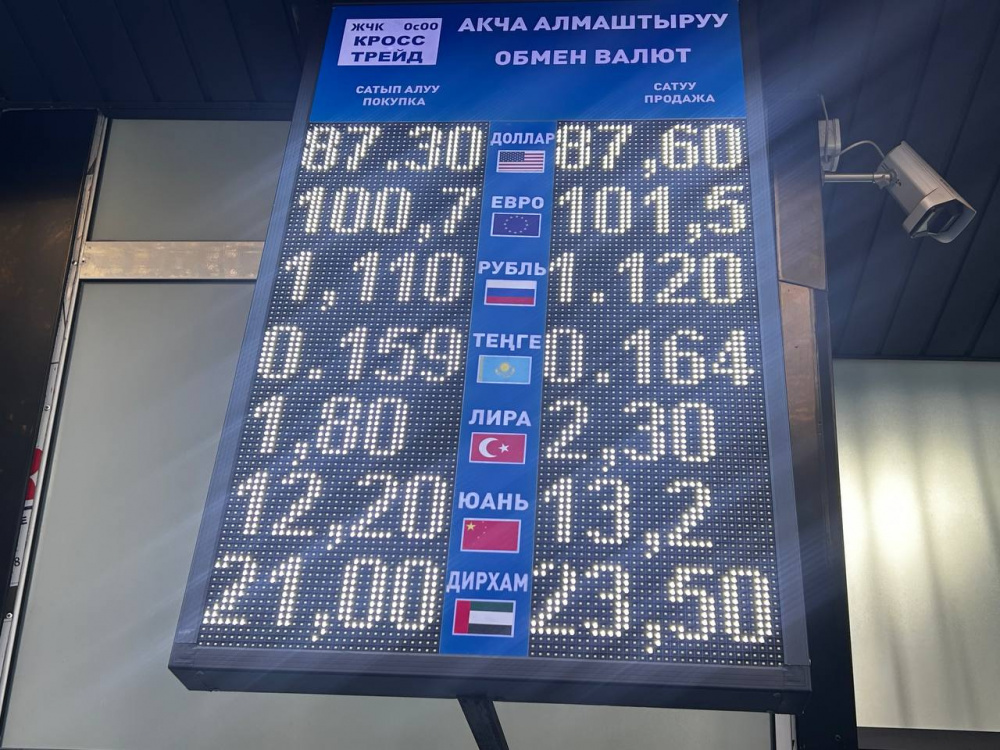 ЖЧК ОсОО
КРОСС
ТРЕЙД
АКЧА АЛМАШТЫРУУ
ОБМЕН ВАЛЮТ
САТЫП АЛУУ
ПОКУПКА
САТУУ
ПРОДАЖА
87.30 ДОЛЛАР 87,60
100,7 ЕВРО 101,5
1,110 РУБЛЬ 1.120
0.159 ТЕҢГЕ 0.164
1,80 ЛИРА 2,30
12,20 ЮАНЬ 13,2
21,00 ДИРХАМ 23,50